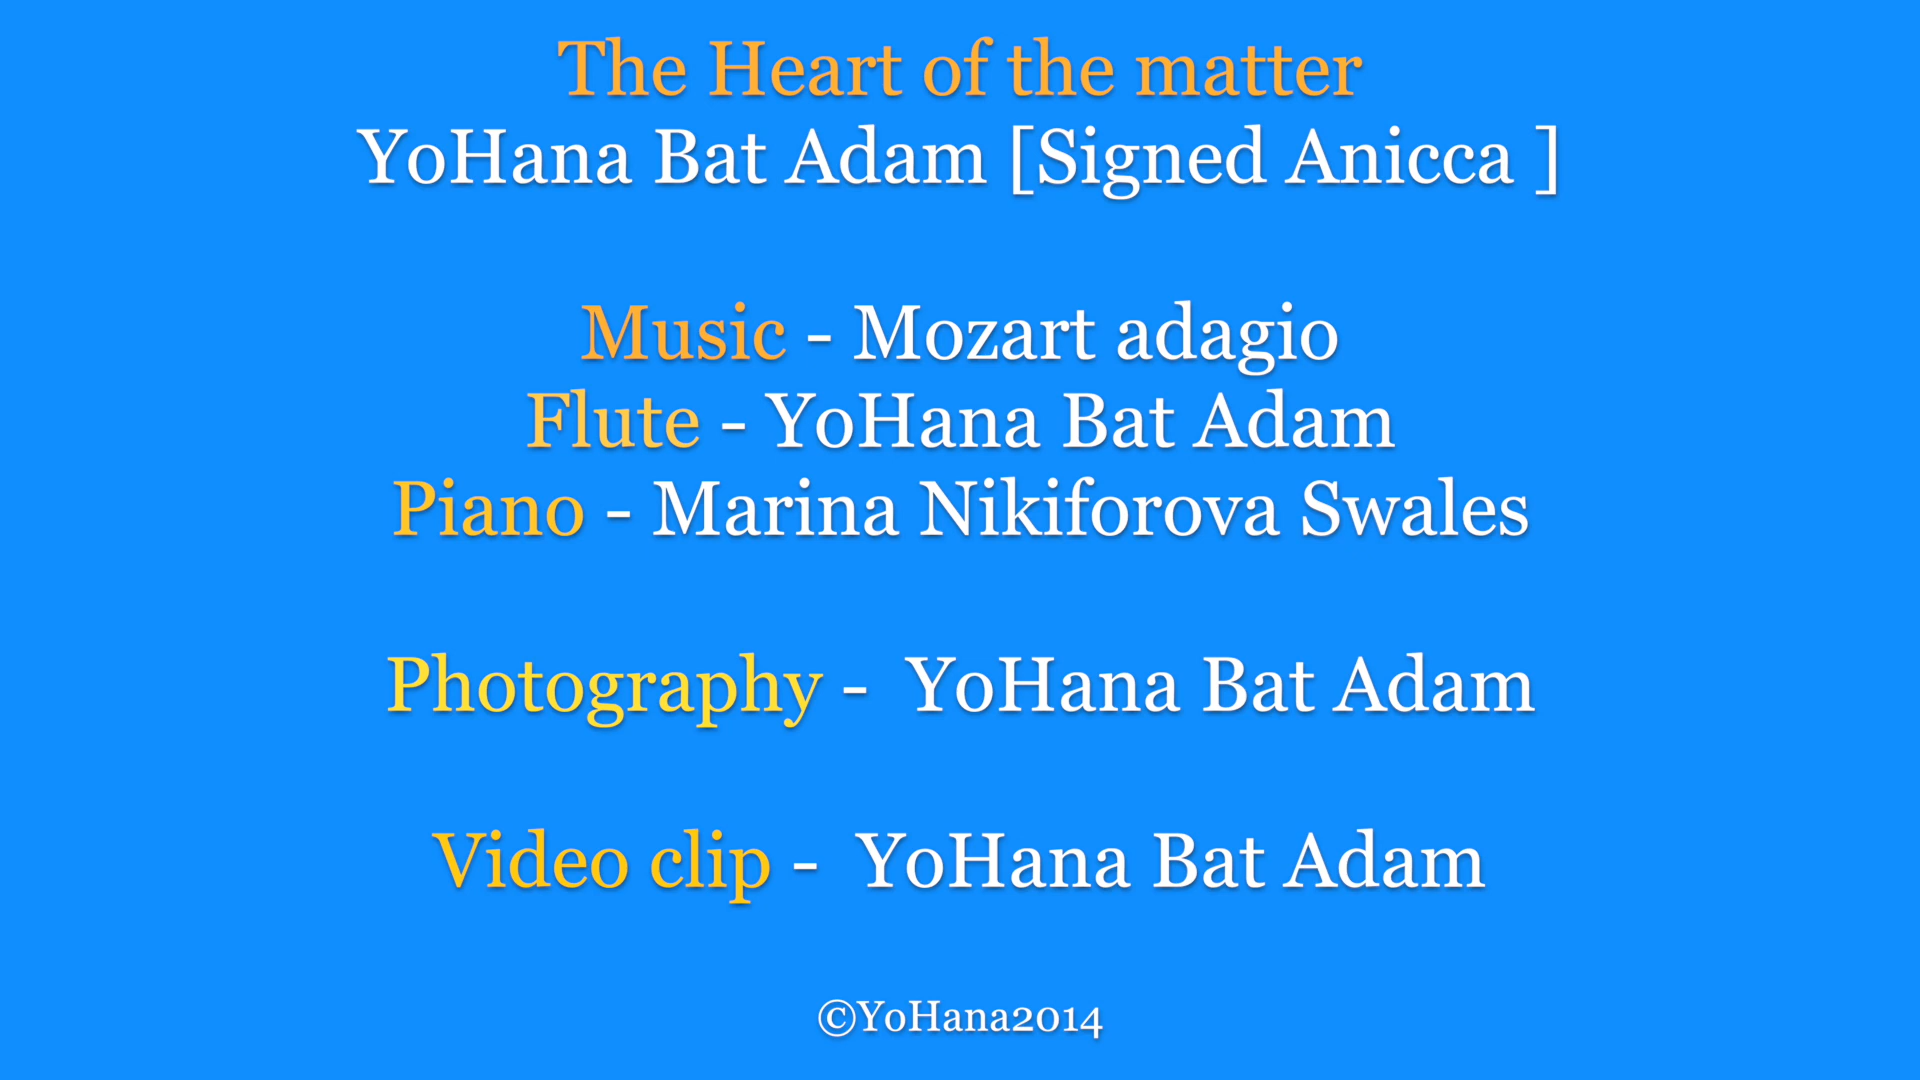 The Heart of the matter
YoHana Bat Adam [Signed Anicca ]
Music - Mozart adagio
Flute - YoHana Bat Adam
Piano - Marina Nikiforova Swales
Photography -  YoHana Bat Adam
Video clip -  YoHana Bat Adam
©YoHana2014